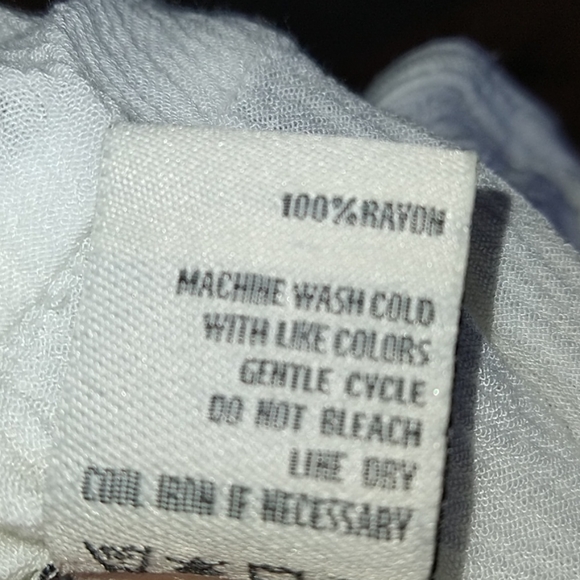 100% RAYON
MACHINE WASH COLD
WITH LIKE COLORS
GENTLE CYCLE
DO NOT BLEACH
LINE DRY
COOL IRON IF NECESSARY